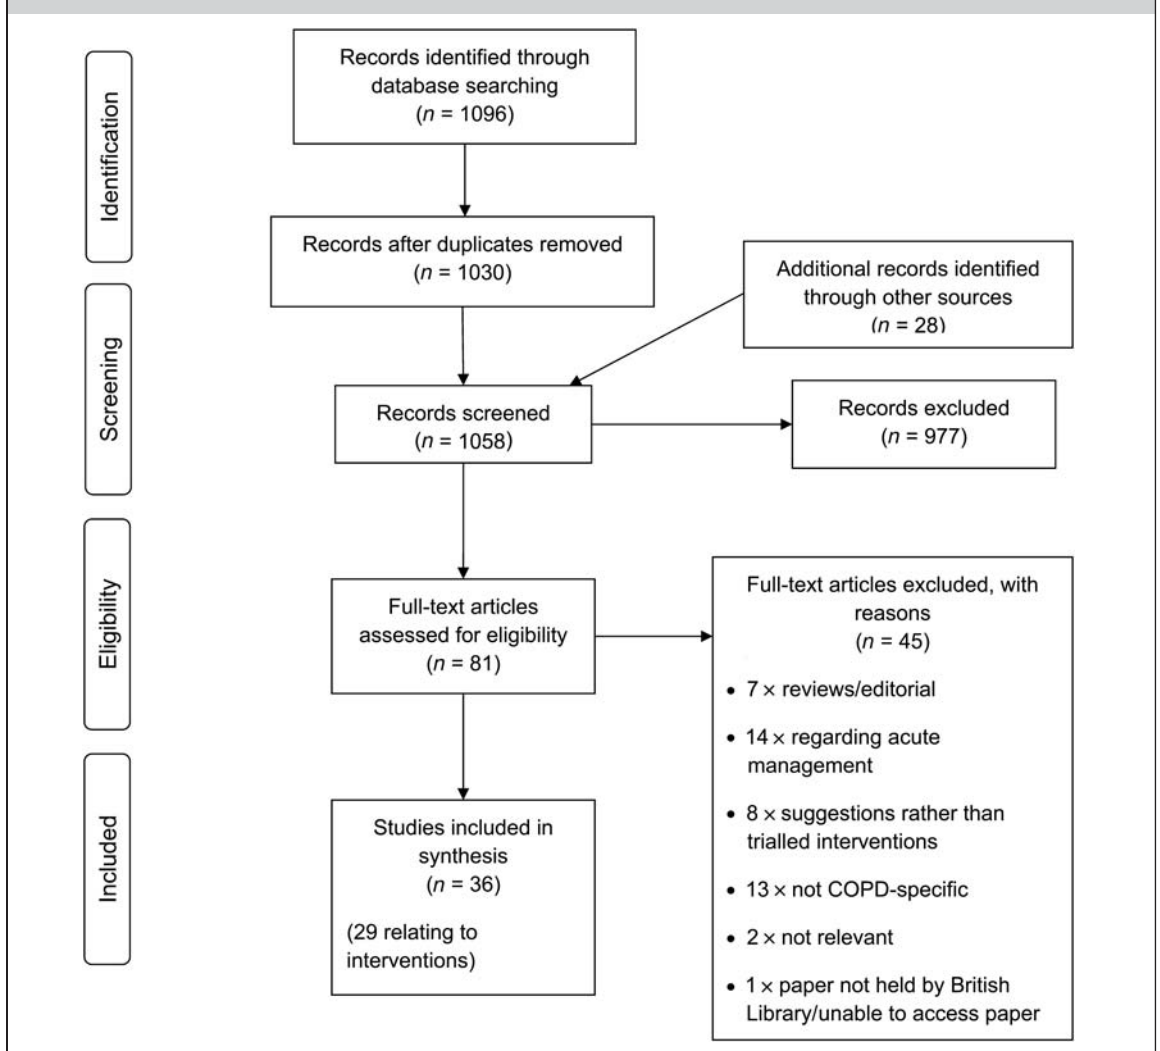 Identification
Records identified through
database searching
(n = 1096)
Records after duplicates removed
(n = 1030)
Additional records identified
through other sources
(n = 28)
Screening
Records screened
(n = 1058)
Records excluded
(n = 977)
Eligibility
Full-text articles
assessed for eligibility
(n = 81)
Full-text articles excluded, with
reasons
(n = 45)
• 7 × reviews/editorial
• 14 × regarding acute
management
• 8 × suggestions rather than
trialled interventions
• 13 × not COPD-specific
• 2 × not relevant
• 1 × paper not held by British
Library/unable to access paper
Included
Studies included in
synthesis
(n = 36)
(29 relating to
interventions)